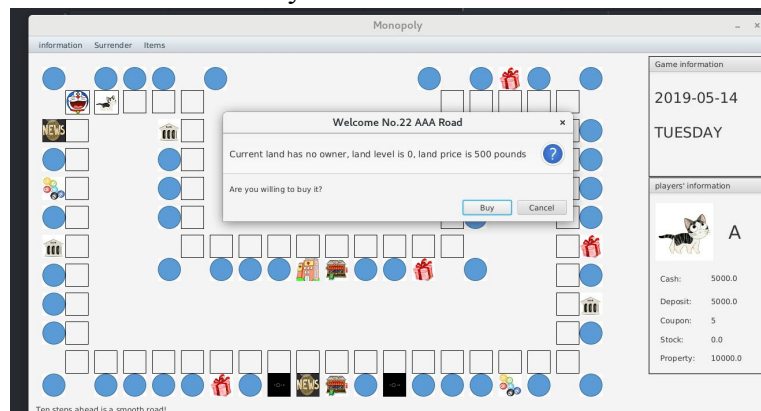 Monopoly
information Surrender Items
Game information
2019-05-14
TUESDAY
Welcome No.22 AAA Road
Current land has no owner, land level is 0, land price is 500 pounds
Are you willing to buy it?
Buy Cancel
NEWS
players' information
A
Cash: 5000.0
Deposit: 5000.0
Coupon: 5
Stock: 0.0
Property: 10000.0
NEWS
Ten steps ahead is a smooth road!